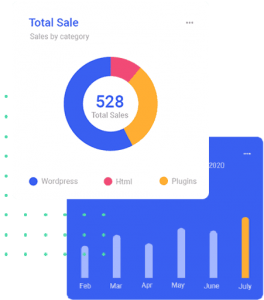 Total Sale
Sales by category
528
Total Sales
Wordpress
Html
Plugins
2020
Feb
Mar
Apr
May
June
July